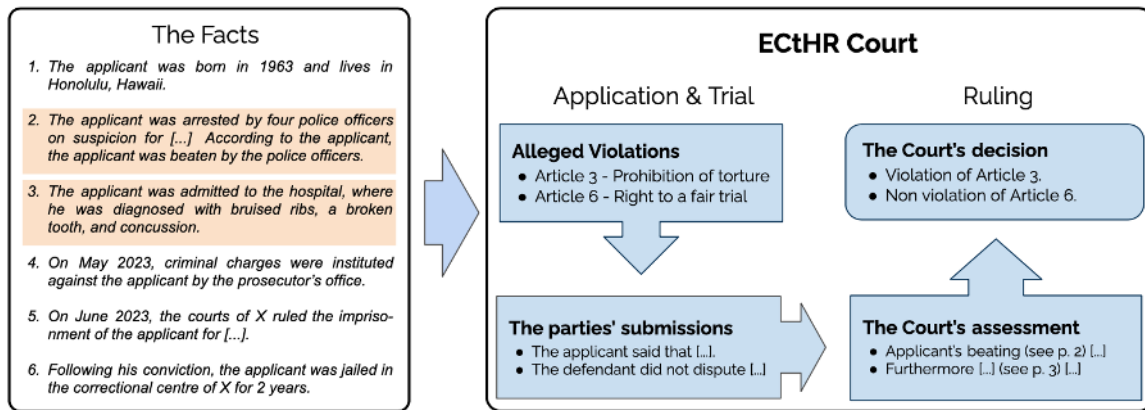 The Facts
1. The applicant was born in 1963 and lives in
Honolulu, Hawaii.
2. The applicant was arrested by four police officers
on suspicion for [...] According to the applicant,
the applicant was beaten by the police officers.
3. The applicant was admitted to the hospital, where
he was diagnosed with bruised ribs, a broken
tooth, and concussion.
4. On May 2023, criminal charges were instituted
against the applicant by the prosecutor's office.
5. On June 2023, the courts of X ruled the impriso-
nment of the applicant for [...].
6. Following his conviction, the applicant was jailed
in the correctional centre of X for 2 years.
ECtHR Court
Application & Trial
Alleged Violations
• Article 3 - Prohibition of torture
• Article 6 - Right to a fair trial
The parties' submissions
• The applicant said that [...].
• The defendant did not dispute [...]
Ruling
The Court's decision
• Violation of Article 3.
• Non violation of Article 6.
The Court's assessment
• Applicant's beating (see p. 2) [...]
• Furthermore [...] (see p. 3) [...]